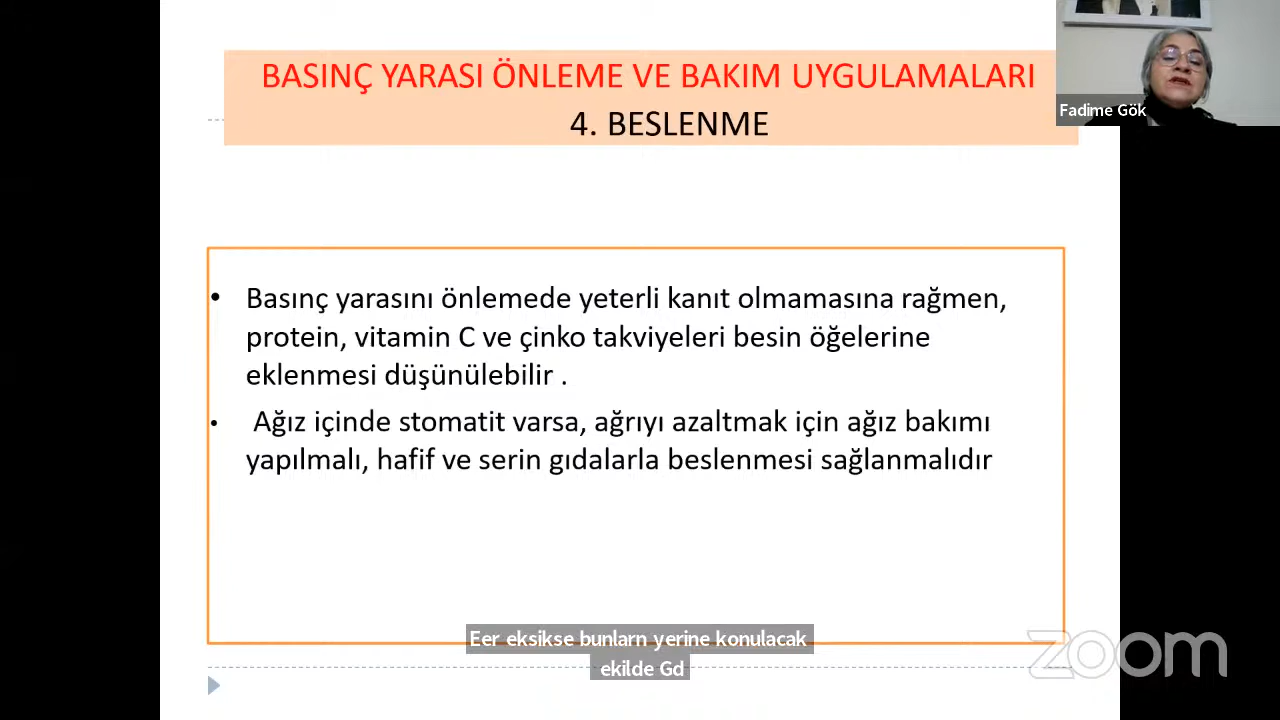 BASINÇ YARASI ÖNLEME VE BAKIM UYGULAMALARI
4. BESLENME
Fadime Gök
• Basınç yarasını önlemede yeterli kanıt olmamasına rağmen,
protein, vitamin C ve çinko takviyeleri besin öğelerine
eklenmesi düşünülebilir .
• Ağız içinde stomatit varsa, ağrıyı azaltmak için ağız bakımı
yapılmalı, hafif ve serin gıdalarla beslenmesi sağlanmalıdır
Eer eksikse bunlarn yerine konulacak
ekilde Gd
zoom